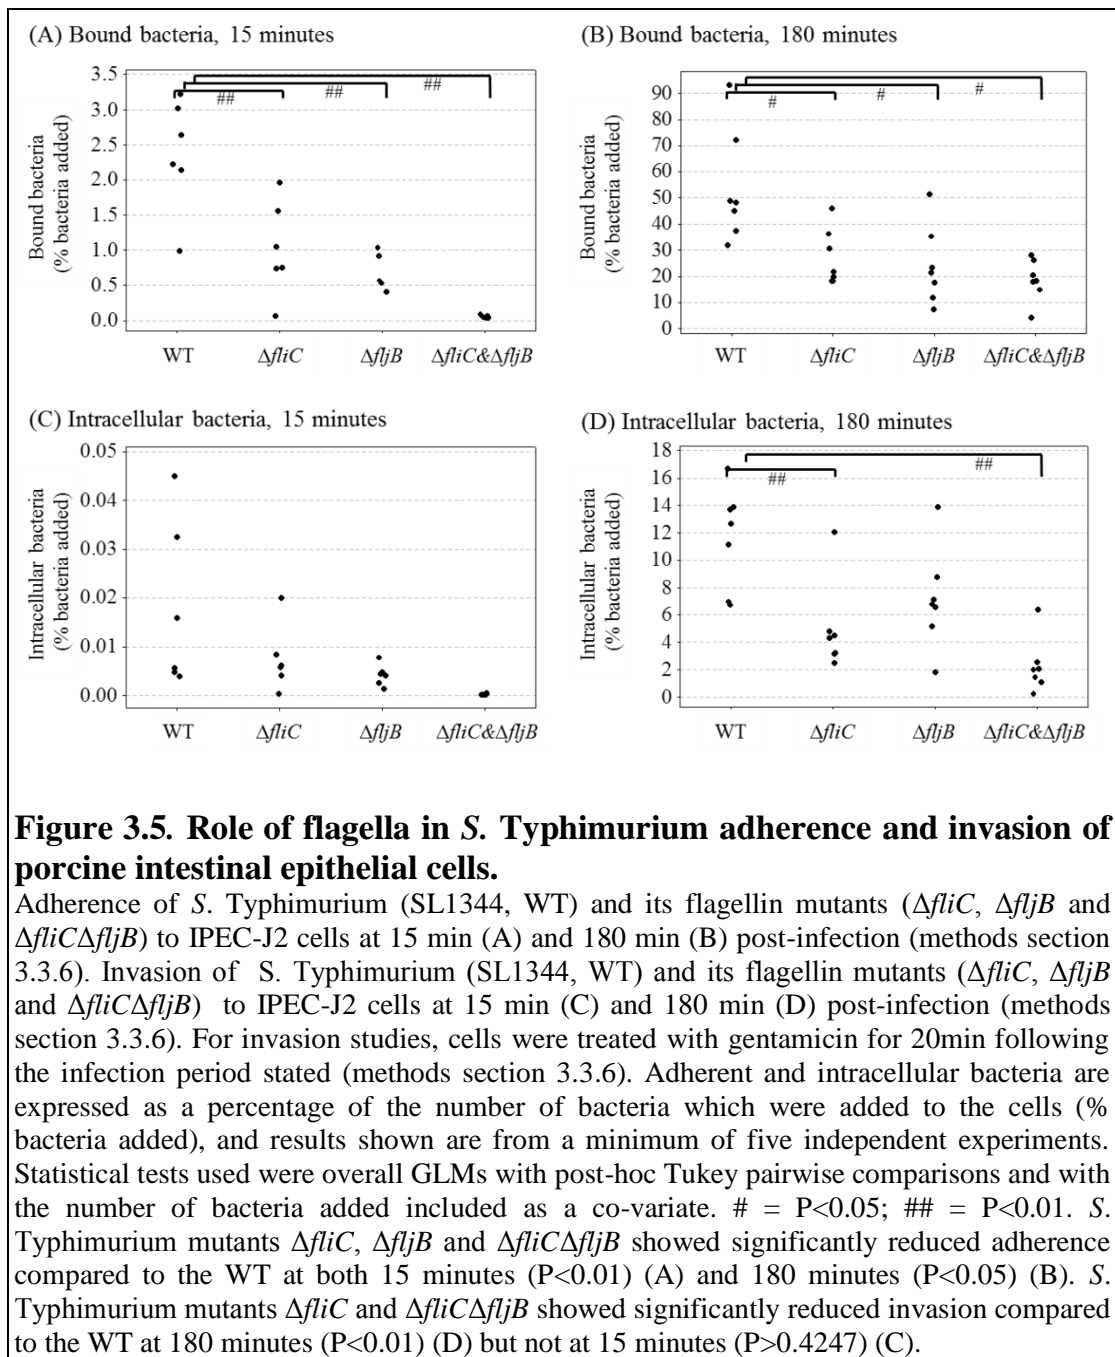 (A) Bound bacteria, 15 minutes
3.5
3.0
2.5
2.0
1.5
1.0
0.5
0.0
Bound bacteria
(% bacteria added)
##
##
##
WT
ΔfliC
ΔfljB
ΔfliC&ΔfljB
(B) Bound bacteria, 180 minutes
90
80
70
60
50
40
30
20
10
0
Bound bacteria
(% bacteria added)
#
#
#
WT
ΔfliC
ΔfljB
ΔfliC&ΔfljB
(C) Intracellular bacteria, 15 minutes
0.05
0.04
0.03
0.02
0.01
0.00
Intracellular bacteria
(% bacteria added)
WT
ΔfliC
ΔfljB
ΔfliC&ΔfljB
(D) Intracellular bacteria, 180 minutes
18
16
14
12
10
8
6
4
2
0
Intracellular bacteria
(% bacteria added)
##
##
WT
ΔfliC
ΔfljB
ΔfliC&ΔfljB
Figure 3.5. Role of flagella in S. Typhimurium adherence and invasion of
porcine intestinal epithelial cells.
Adherence of S. Typhimurium (SL1344, WT) and its flagellin mutants (ΔfliC, ΔfljB and
ΔfliCΔfljB) to IPEC-J2 cells at 15 min (A) and 180 min (B) post-infection (methods section
3.3.6). Invasion of S. Typhimurium (SL1344, WT) and its flagellin mutants (ΔfliC, ΔfljB
and ΔfliCΔfljB) to IPEC-J2 cells at 15 min (C) and 180 min (D) post-infection (methods
section 3.3.6). For invasion studies, cells were treated with gentamicin for 20min following
the infection period stated (methods section 3.3.6). Adherent and intracellular bacteria are
expressed as a percentage of the number of bacteria which were added to the cells (%
bacteria added), and results shown are from a minimum of five independent experiments.
Statistical tests used were overall GLMs with post-hoc Tukey pairwise comparisons and with
the number of bacteria added included as a co-variate. # = P<0.05; ## = P<0.01. S.
Typhimurium mutants ΔfliC, ΔfljB and ΔfliCΔfljB showed significantly reduced adherence
compared to the WT at both 15 minutes (P<0.01) (A) and 180 minutes (P<0.05) (B). S.
Typhimurium mutants ΔfliC and ΔfliCΔfljB showed significantly reduced invasion compared
to the WT at 180 minutes (P<0.01) (D) but not at 15 minutes (P>0.4247) (C).